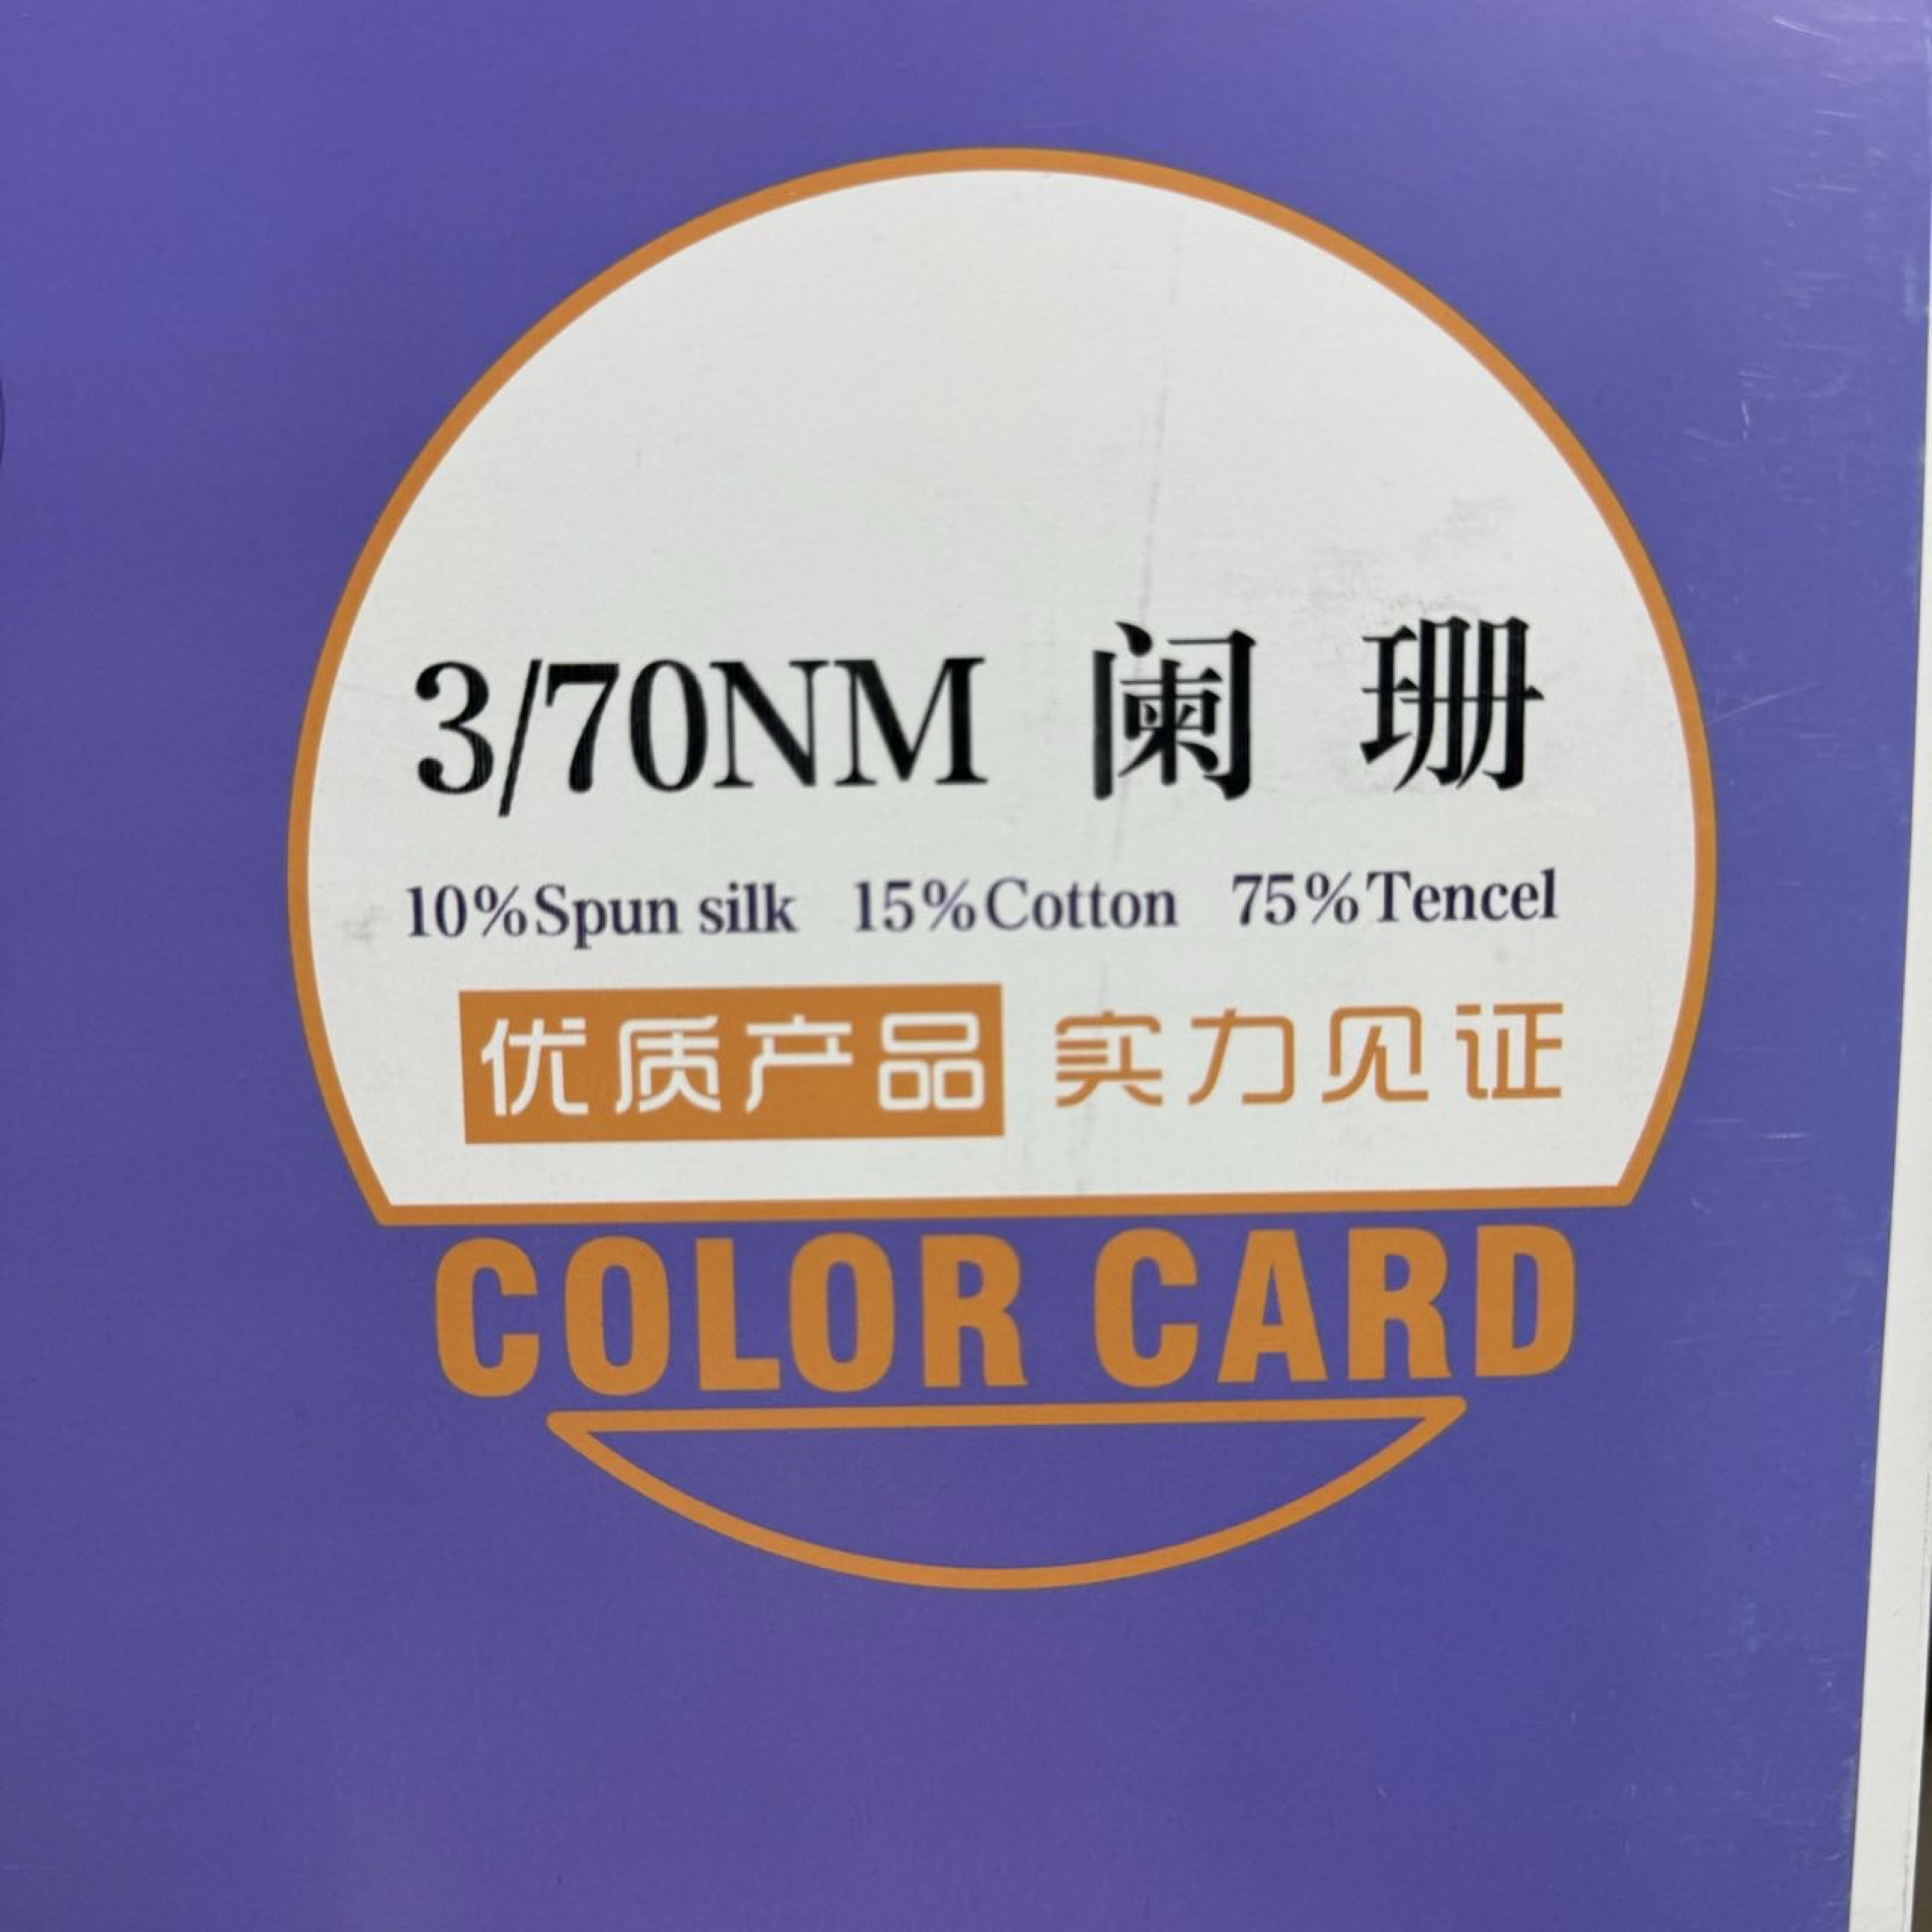 3/70NM 阑 珊
10%Spun silk 15%Cotton 75%Tencel
优质产品 实力见证
COLOR CARD